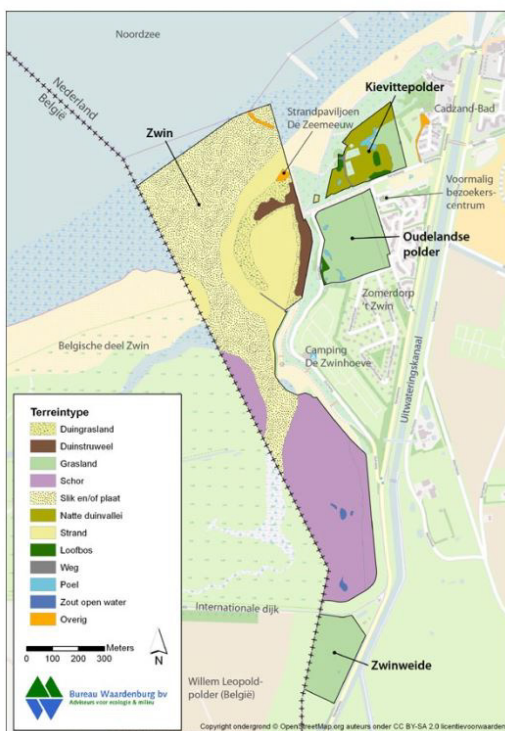 Noordzee
Nederland
België
Zwin
Strandpaviljoen
De Zeemeeuw
Kievittepolder
Cadzand-Bad
Voormalig
bezoekers-
centrum
Oudelandse
polder
Zomerdorp
't Zwin
Uitwateringskanaal
Belgische deel Zwin
Camping
De Zwinhoeve
Terreintype
Duingrasland
Duinstruweel
Grasland
Schor
Slik en/of plaat
Natte duinvallei
Strand
Loofbos
Weg
Poel
Zout open water
Overig
Meters
0 100 200 300
N
Bureau Waardenburg bv
Adviseurs voor ecologie & milieu
Internationale dijk
Zwinweide
Willem Leopold-
polder (België)
Copyright ondergrond © OpenStreetMap.org auteurs onder CC BY-SA 2.0 licentievoorwaarden